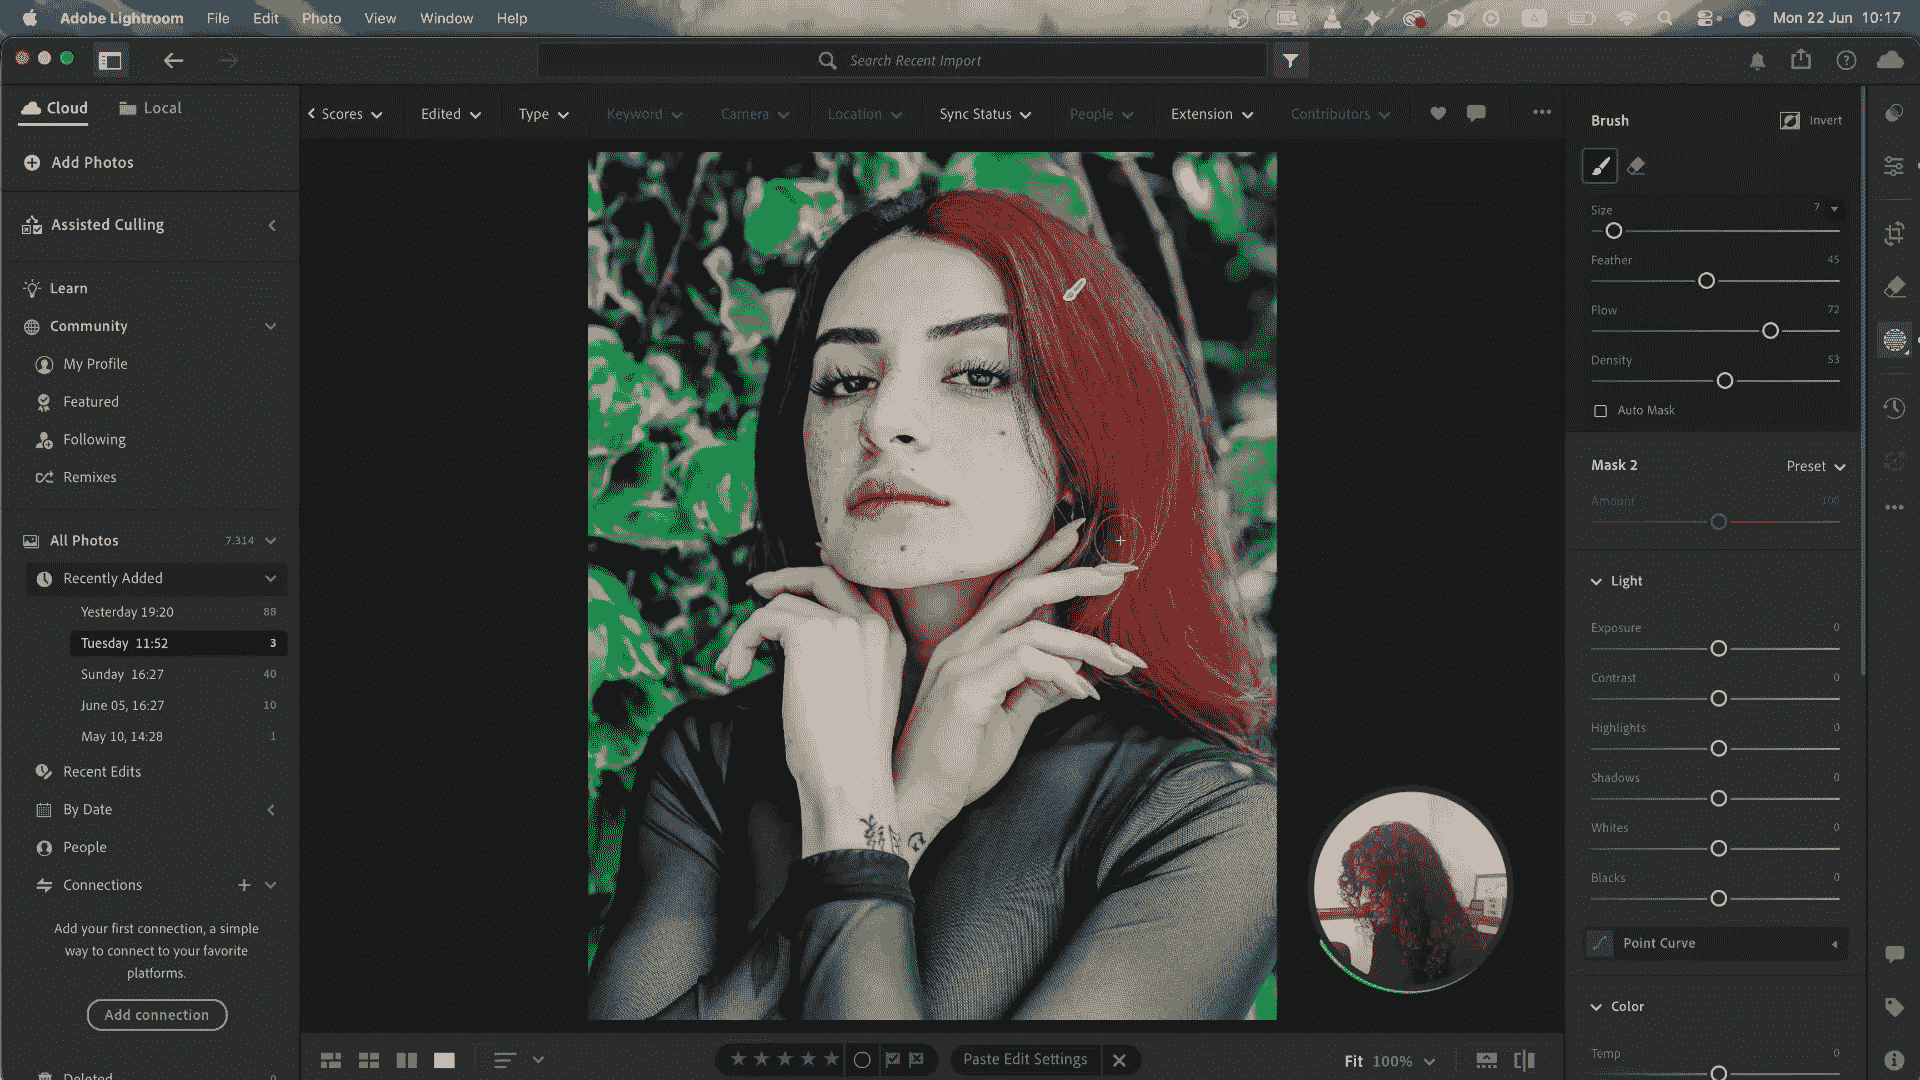 Adobe Lightroom File Edit Photo View Window Help A Mon 22 Jun 10:17
Search Recent Import
Cloud Local
Scores Edited Type Keyword Camera Location Sync Status People Extension Contributors
Add Photos
Assisted Culling
Learn
Community
My Profile
Featured
Following
Remixes
All Photos 7.314
Recently Added
Yesterday 19:20 88
Tuesday 11:52 3
Sunday 16:27 40
June 05, 16:27 10
May 10, 14:28 1
Recent Edits
By Date
People
Connections
Add your first connection, a simple
way to connect to your favorite
platforms.
Add connection
Deleted 0
Paste Edit Settings
Fit 100%
Brush Invert
Size 7
Feather 45
Flow 72
Density 53
Auto Mask
Mask 2 Preset
Amount 100
Light
Exposure 0
Contrast 0
Highlights 0
Shadows 0
Whites 0
Blacks 0
Point Curve
Color
Temp 0